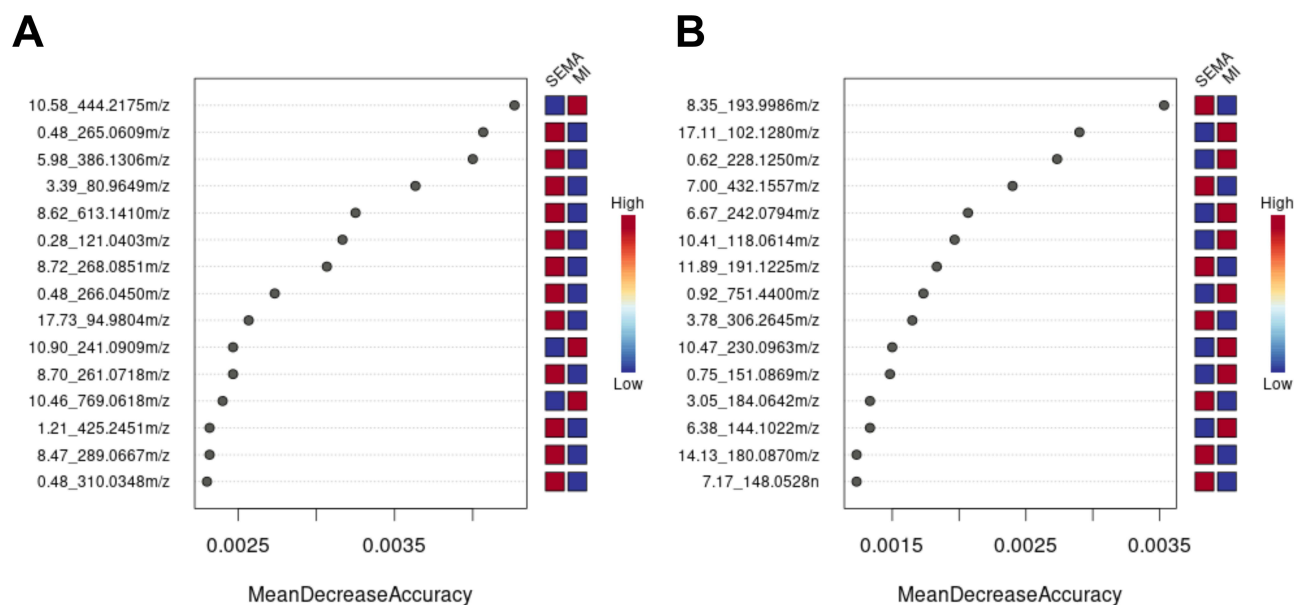 A
SEMA
MI
10.58_444.2175m/z
0.48_265.0609m/z
5.98_386.1306m/z
3.39_80.9649m/z
8.62_613.1410m/z
0.28_121.0403m/z
8.72_268.0851m/z
0.48_266.0450m/z
17.73_94.9804m/z
10.90_241.0909m/z
8.70_261.0718m/z
10.46_769.0618m/z
1.21_425.2451m/z
8.47_289.0667m/z
0.48_310.0348m/z
High
Low
0.0025
0.0035
MeanDecreaseAccuracy
B
SEMA
MI
8.35_193.9986m/z
17.11_102.1280m/z
0.62_228.1250m/z
7.00_432.1557m/z
6.67_242.0794m/z
10.41_118.0614m/z
11.89_191.1225m/z
0.92_751.4400m/z
3.78_306.2645m/z
10.47_230.0963m/z
0.75_151.0869m/z
3.05_184.0642m/z
6.38_144.1022m/z
14.13_180.0870m/z
7.17_148.0528n
High
Low
0.0015
0.0025
0.0035
MeanDecreaseAccuracy